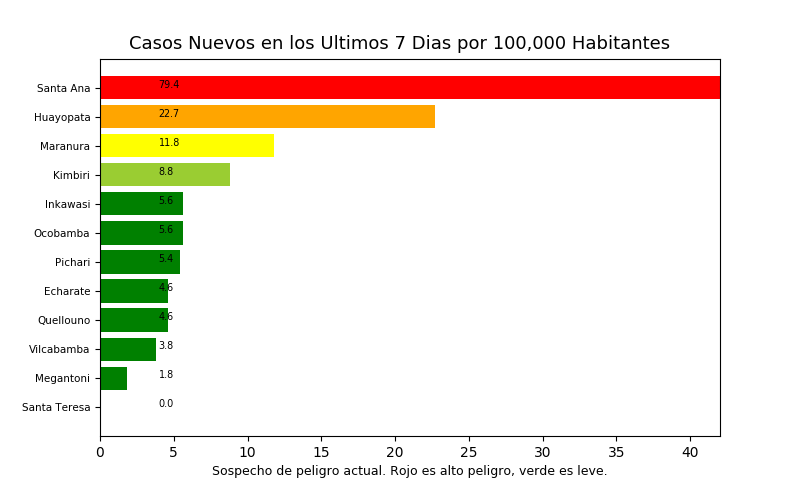 Casos Nuevos en los Ultimos 7 Dias por 100,000 Habitantes
Santa Ana 79.4
Huayopata 22.7
Maranura 11.8
Kimbiri 8.8
Inkawasi 5.6
Ocobamba 5.6
Pichari 5.4
Echarate 4.6
Quellouno 4.6
Vilcabamba 3.8
Megantoni 1.8
Santa Teresa 0.0
0 5 10 15 20 25 30 35 40
Sospecho de peligro actual. Rojo es alto peligro, verde es leve.